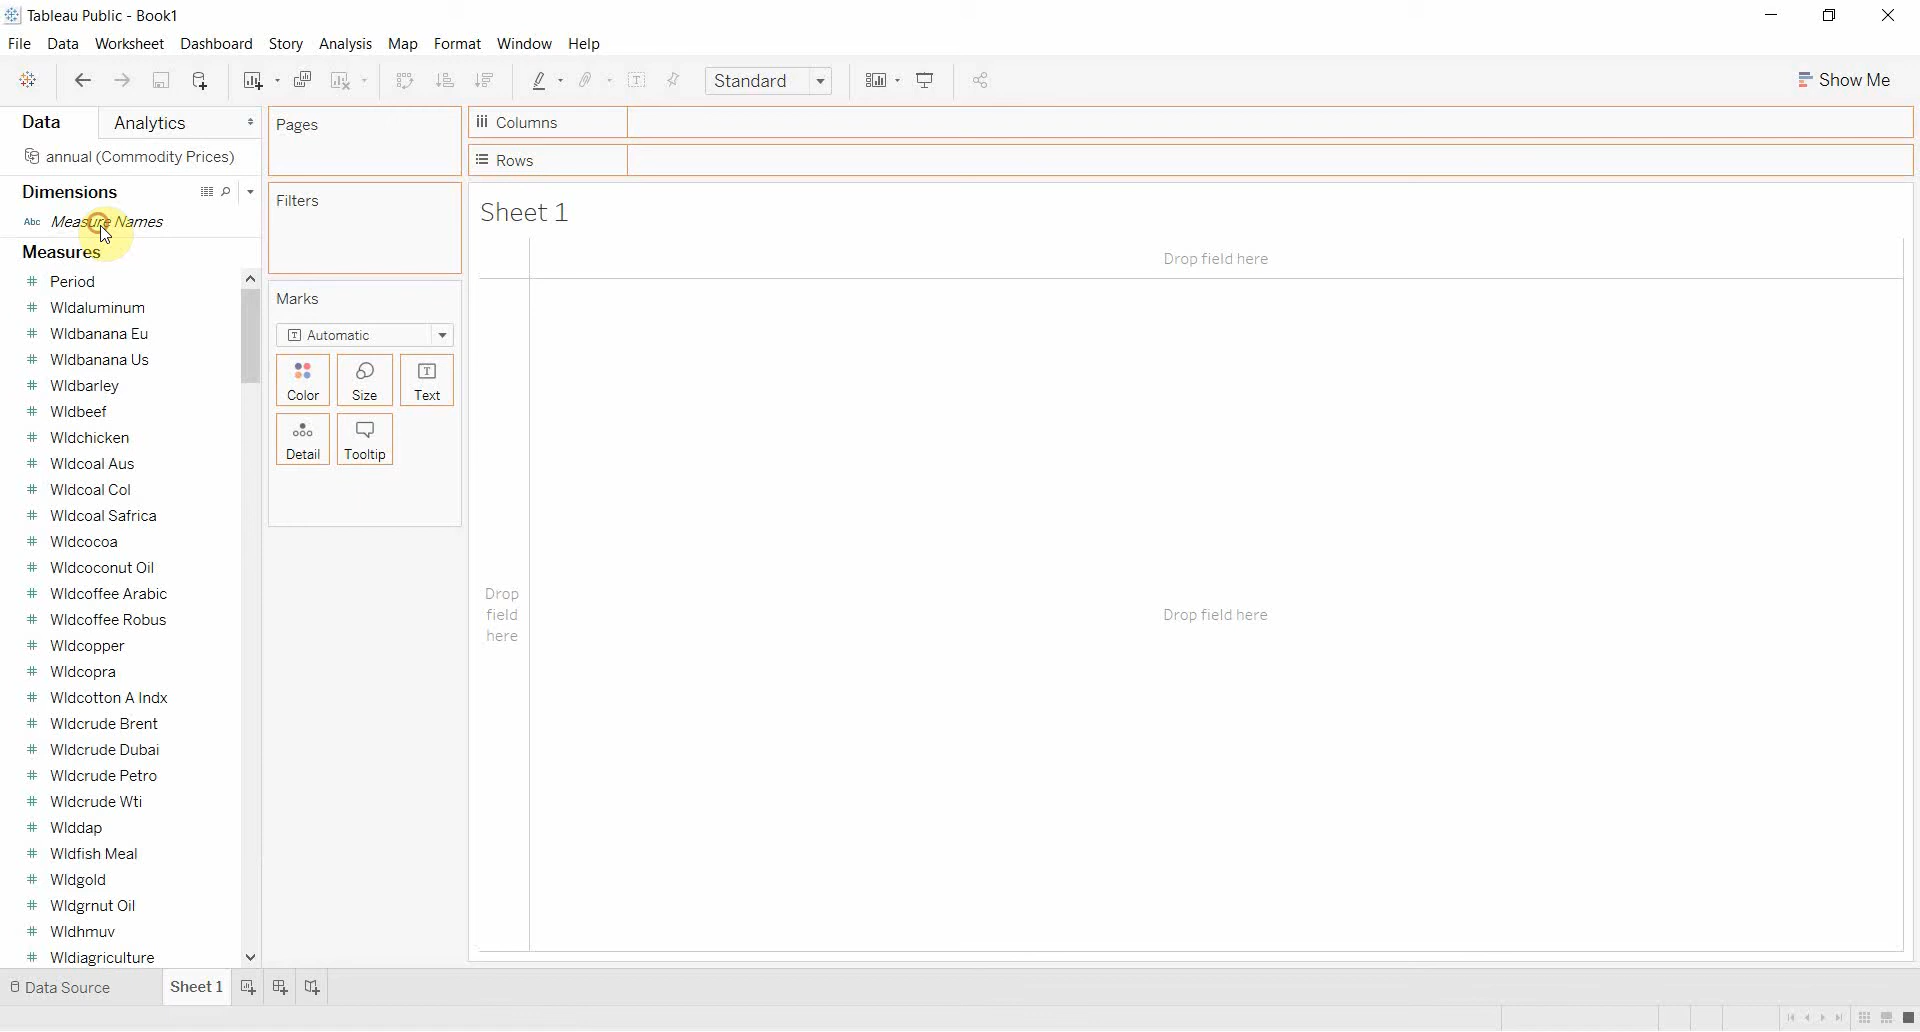 Tableau Public - Book1
File Data Worksheet Dashboard Story Analysis Map Format Window Help
Standard
Show Me
Data Analytics
annual (Commodity Prices)
Dimensions
Abc Measure Names
Measures
# Period
# Wldaluminum
# Wldbanana Eu
# Wldbanana Us
# Wldbarley
# Wldbeef
# Wldchicken
# Wldcoal Aus
# Wldcoal Col
# Wldcoal Safrica
# Wldcocoa
# Wldcoconut Oil
# Wldcoffee Arabic
# Wldcoffee Robus
# Wldcopper
# Wldcopra
# Wldcotton A Indx
# Wldcrude Brent
# Wldcrude Dubai
# Wldcrude Petro
# Wldcrude Wti
# Wlddap
# Wldfish Meal
# Wldgold
# Wldgrnut Oil
# Wldhmuv
# Wldiagriculture
Pages
Filters
Marks
T Automatic
Color Size Text
Detail Tooltip
Columns
Rows
Sheet 1
Drop field here
Drop
field
here
Drop field here
Data Source Sheet 1